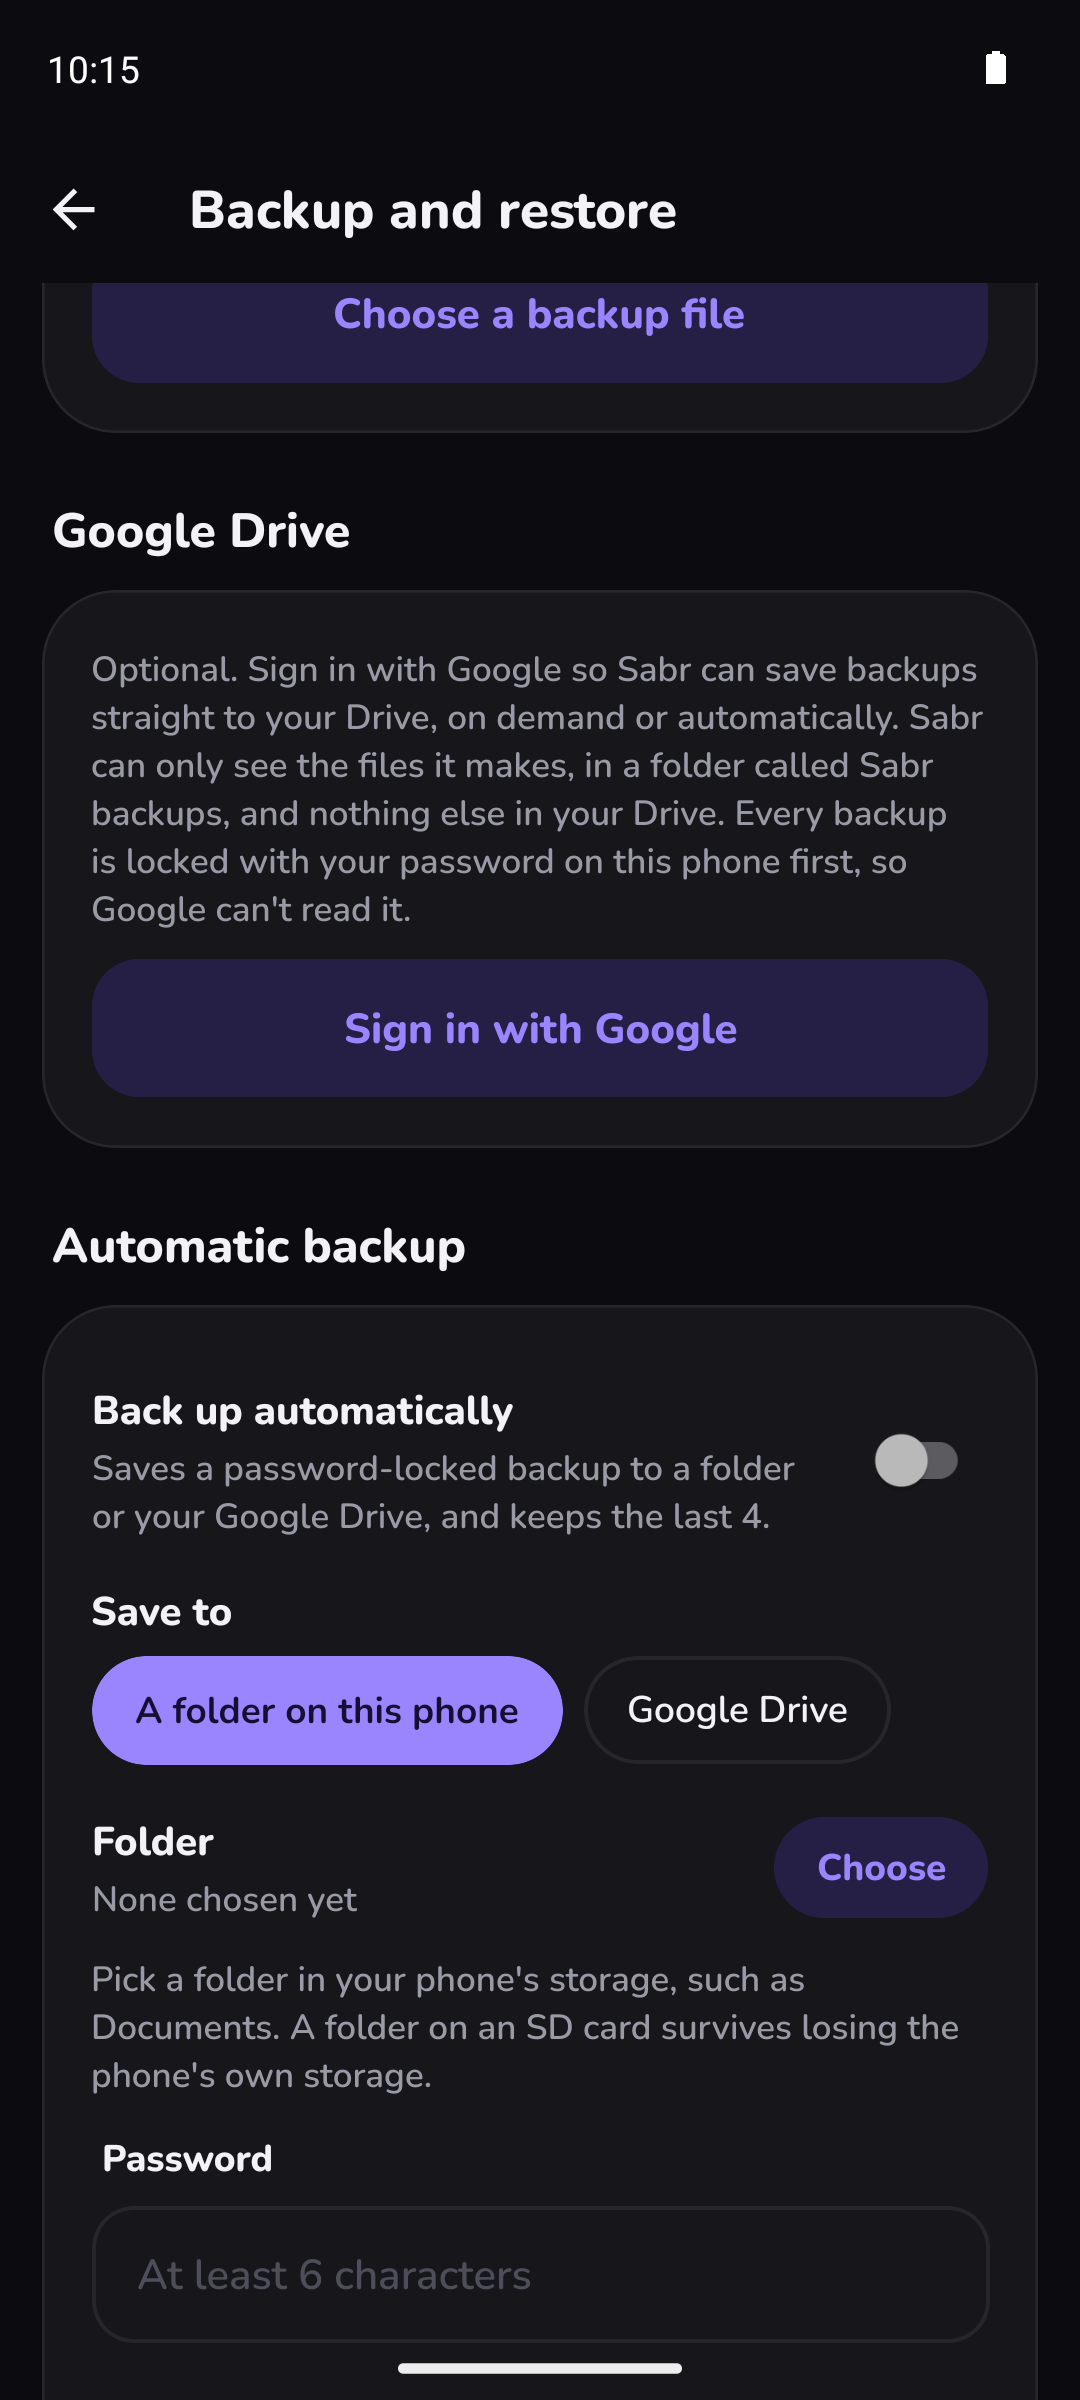 10:15
Backup and restore
Choose a backup file
Google Drive
Optional. Sign in with Google so Sabr can save backups
straight to your Drive, on demand or automatically. Sabr
can only see the files it makes, in a folder called Sabr
backups, and nothing else in your Drive. Every backup
is locked with your password on this phone first, so
Google can't read it.
Sign in with Google
Automatic backup
Back up automatically
Saves a password-locked backup to a folder
or your Google Drive, and keeps the last 4.
Save to
A folder on this phone
Google Drive
Folder
None chosen yet
Choose
Pick a folder in your phone's storage, such as
Documents. A folder on an SD card survives losing the
phone's own storage.
Password
At least 6 characters